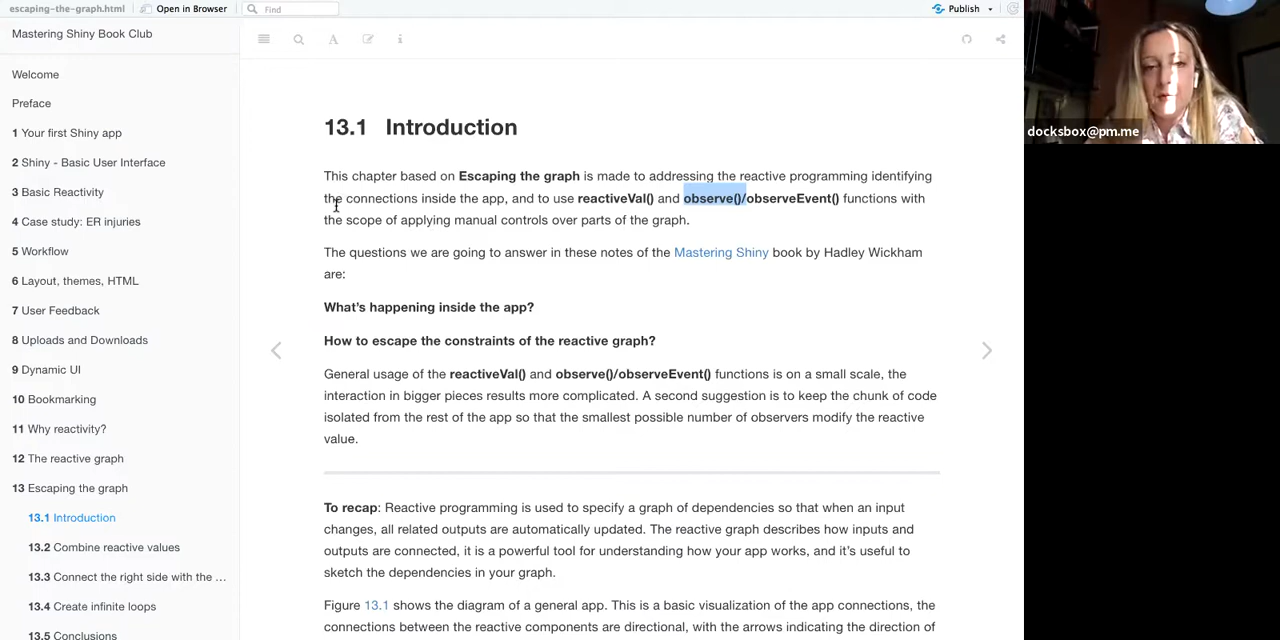 escaping-the-graph.html
Open in Browser
Find
Publish
Mastering Shiny Book Club
Welcome
Preface
1 Your first Shiny app
2 Shiny - Basic User Interface
3 Basic Reactivity
4 Case study: ER injuries
5 Workflow
6 Layout, themes, HTML
7 User Feedback
8 Uploads and Downloads
9 Dynamic UI
10 Bookmarking
11 Why reactivity?
12 The reactive graph
13 Escaping the graph
13.1 Introduction
13.2 Combine reactive values
13.3 Connect the right side with the ...
13.4 Create infinite loops
13.5 Conclusions
A
13.1 Introduction
This chapter based on Escaping the graph is made to addressing the reactive programming identifying
the connections inside the app, and to use reactiveVal() and observe()/observeEvent() functions with
the scope of applying manual controls over parts of the graph.
The questions we are going to answer in these notes of the Mastering Shiny book by Hadley Wickham
are:
What's happening inside the app?
How to escape the constraints of the reactive graph?
General usage of the reactiveVal() and observe()/observeEvent() functions is on a small scale, the
interaction in bigger pieces results more complicated. A second suggestion is to keep the chunk of code
isolated from the rest of the app so that the smallest possible number of observers modify the reactive
value.
To recap: Reactive programming is used to specify a graph of dependencies so that when an input
changes, all related outputs are automatically updated. The reactive graph describes how inputs and
outputs are connected, it is a powerful tool for understanding how your app works, and it's useful to
sketch the dependencies in your graph.
Figure 13.1 shows the diagram of a general app. This is a basic visualization of the app connections, the
connections between the reactive components are directional, with the arrows indicating the direction of
docksbox@pm.me